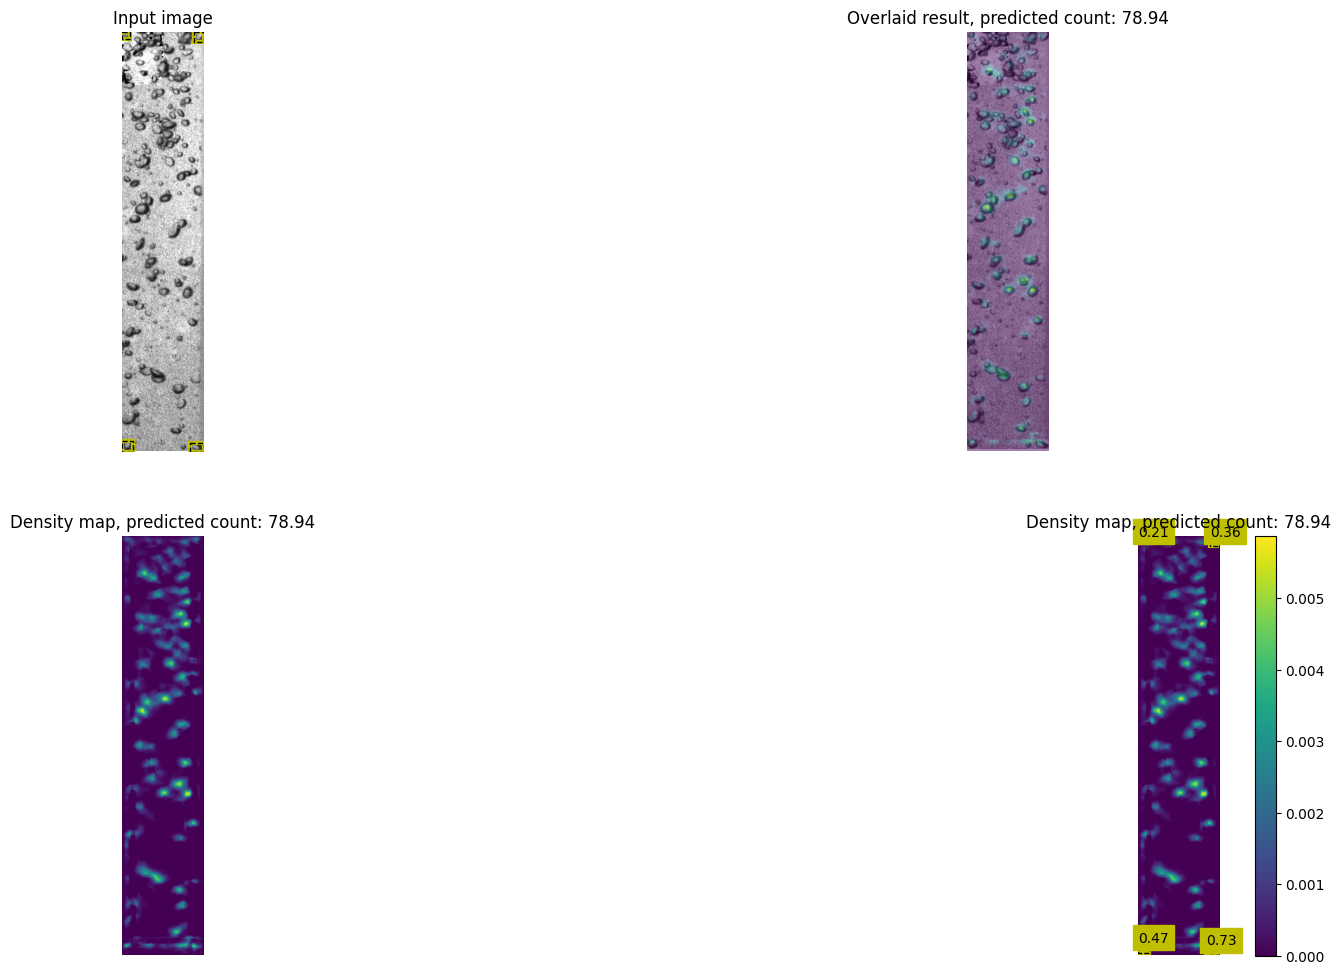 Input image
Overlaid result, predicted count: 78.94
Density map, predicted count: 78.94
Density map, predicted count: 78.94
0.21
0.36
0.005
0.004
0.003
0.002
0.001
0.000
0.47
0.73